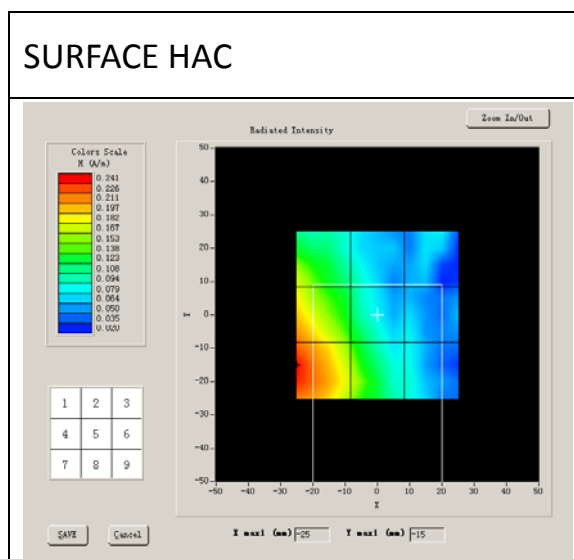 SURFACE HAC
Zoom In/Out
Radiated Intensity
Colors Scale
H (A/m)
0.241
0.226
0.211
0.197
0.182
0.167
0.153
0.138
0.123
0.108
0.094
0.079
0.064
0.050
0.035
0.020
50
40
30
20
10
Y
0
-10
-20
-30
-40
-50
-50 -40 -30 -20 -10 0 10 20 30 40 50
X
1 2 3
4 5 6
7 8 9
SAVE
Cancel
X max1 (mm) -25 Y max1 (mm) -15